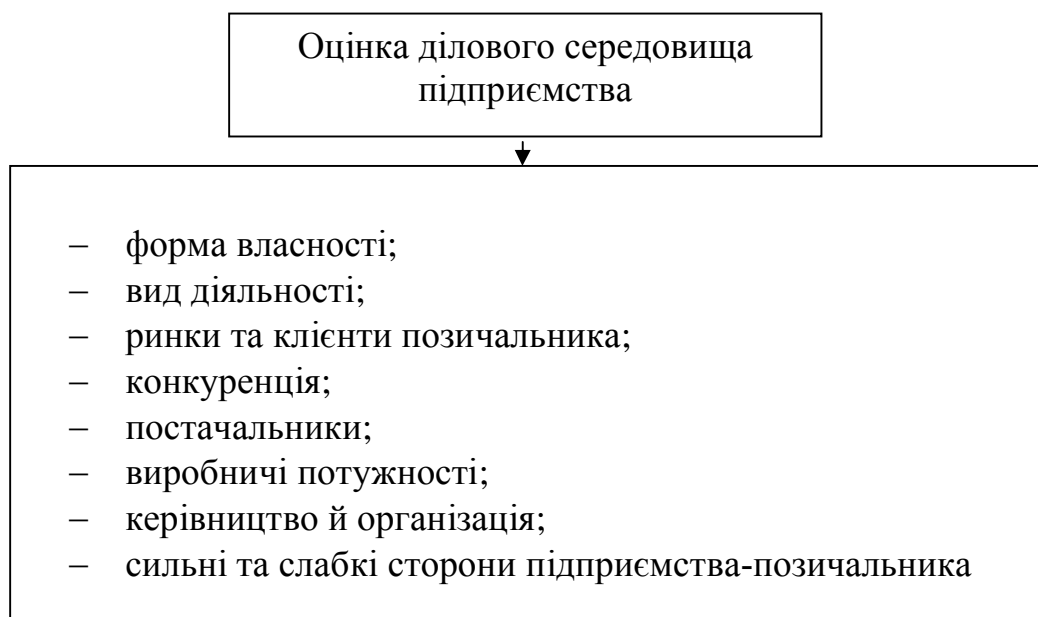 Оцінка ділового середовища
підприємства
– форма власності;
– вид діяльності;
– ринки та клієнти позичальника;
– конкуренція;
– постачальники;
– виробничі потужності;
– керівництво й організація;
– сильні та слабкі сторони підприємства-позичальника